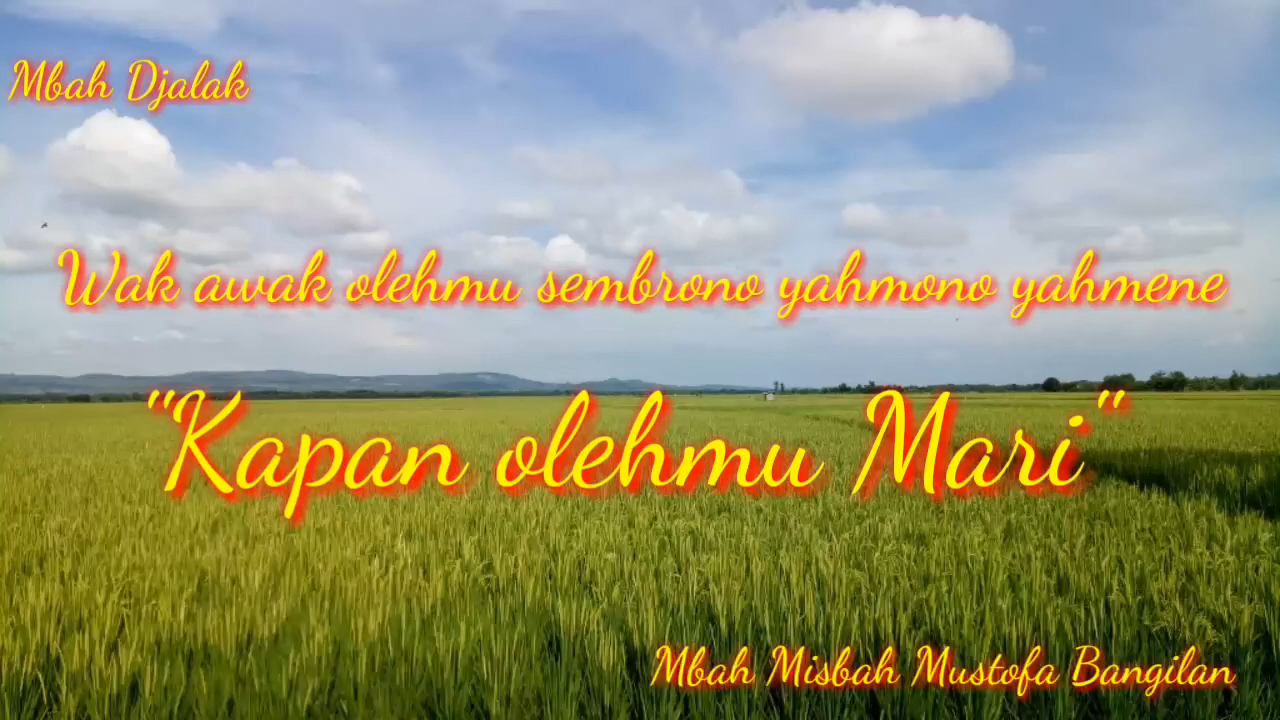 Mbah Djalak
Wak awak olehmu sembrono yahmono yahmene
"Kapan olehmu Mari"
Mbah Misbah Mustofa Bangilan